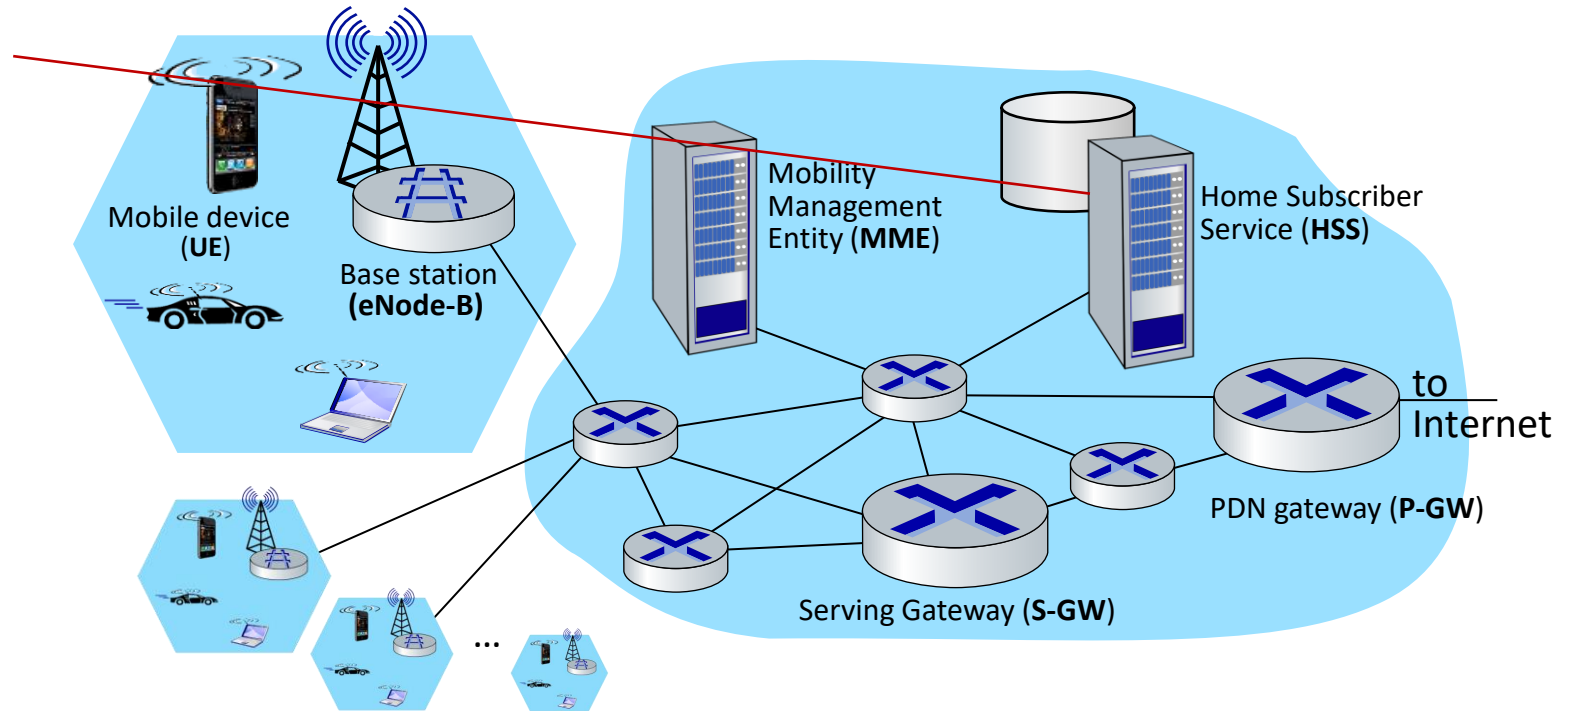 Mobile device
(UE)
Base station
(eNode-B)
Mobility
Management
Entity (MME)
Home Subscriber
Service (HSS)
to
Internet
PDN gateway (P-GW)
Serving Gateway (S-GW)
...